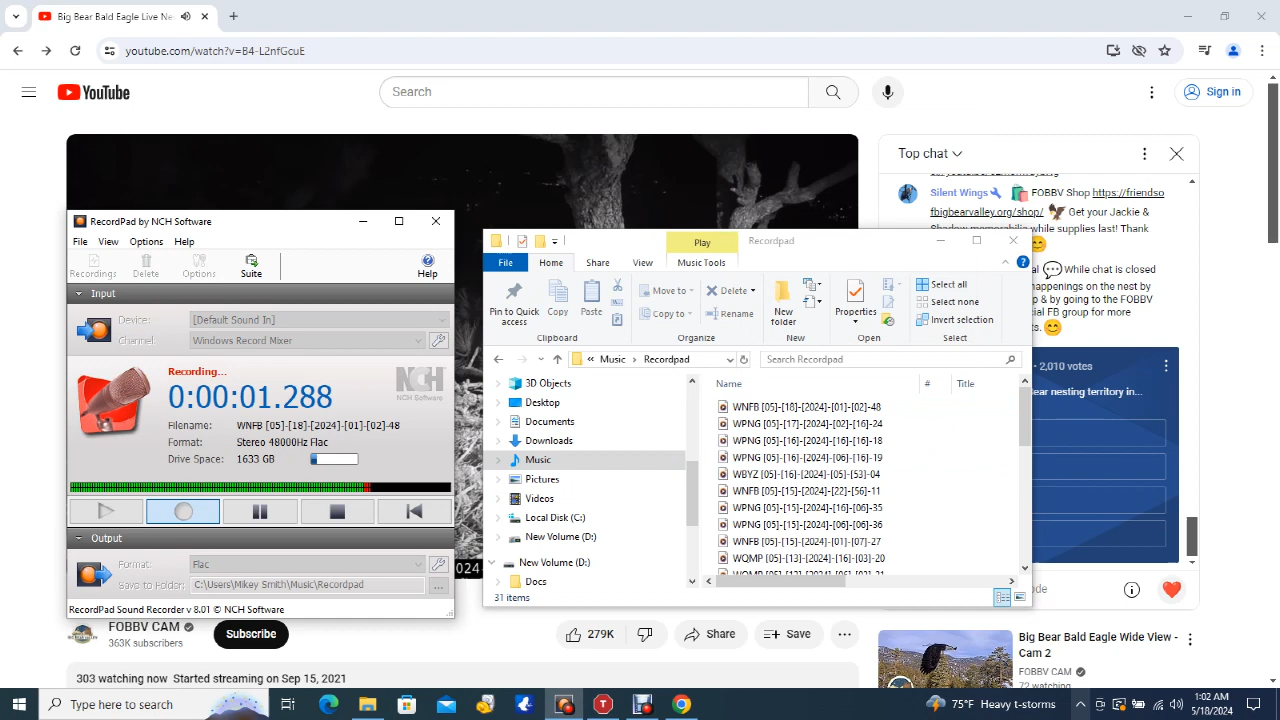 Big Bear Bald Eagle Live Ne
youtube.com/watch?v=B4-L2nfGcuE
YouTube
Search
Sign in
Top chat
Silent Wings FOBBV Shop https://friendso
fbigbearvalley.org/shop/ Get your Jackie &
while supplies last! Thank
While chat is closed
happenings on the nest by
p & by going to the FOBBV
cial FB group for more
ts.
- 2,010 votes
ear nesting territory in...
RecordPad by NCH Software
File View Options Help
Recordings Delete Options Suite Help
Input
Device: [Default Sound In]
Channel: Windows Record Mixer
Recording...
0:00:01.288
NCH
NCH Software
Filename: WNFB [05]-[18]-[2024]-[01]-[02]-48
Format: Stereo 48000Hz Flac
Drive Space: 1633 GB
Output
Format: Flac
Save to Folder: C:\Users\Mikey Smith\Music\Recordpad
...
RecordPad Sound Recorder v 8.01 © NCH Software
Play
Recordpad
File Home Share View Music Tools
Pin to Quick access
Copy
Paste
Move to
Copy to
Delete
Rename
New folder
Properties
Select all
Select none
Invert selection
Clipboard Organize New Open Select
« Music › Recordpad
Search Recordpad
3D Objects
Desktop
Documents
Downloads
Music
Pictures
Videos
Local Disk (C:)
New Volume (D:)
New Volume (D:)
Docs
Name # Title
WNFB [05]-[18]-[2024]-[01]-[02]-48
WPNG [05]-[17]-[2024]-[02]-[16]-24
WPNG [05]-[16]-[2024]-[16]-[16]-18
WPNG [05]-[16]-[2024]-[06]-[16]-19
WBYZ [05]-[16]-[2024]-[05]-[53]-04
WNFB [05]-[15]-[2024]-[22]-[56]-11
WPNG [05]-[15]-[2024]-[16]-[06]-35
WPNG [05]-[15]-[2024]-[06]-[06]-36
WNFB [05]-[15]-[2024]-[01]-[07]-27
WQMP [05]-[13]-[2024]-[16]-[03]-20
31 items
FOBBV CAM
363K subscribers
Subscribe
279K
Share
Save
303 watching now Started streaming on Sep 15, 2021
Big Bear Bald Eagle Wide View -
Cam 2
FOBBV CAM
72 watching
Type here to search
75°F Heavy t-storms
1:02 AM
5/18/2024